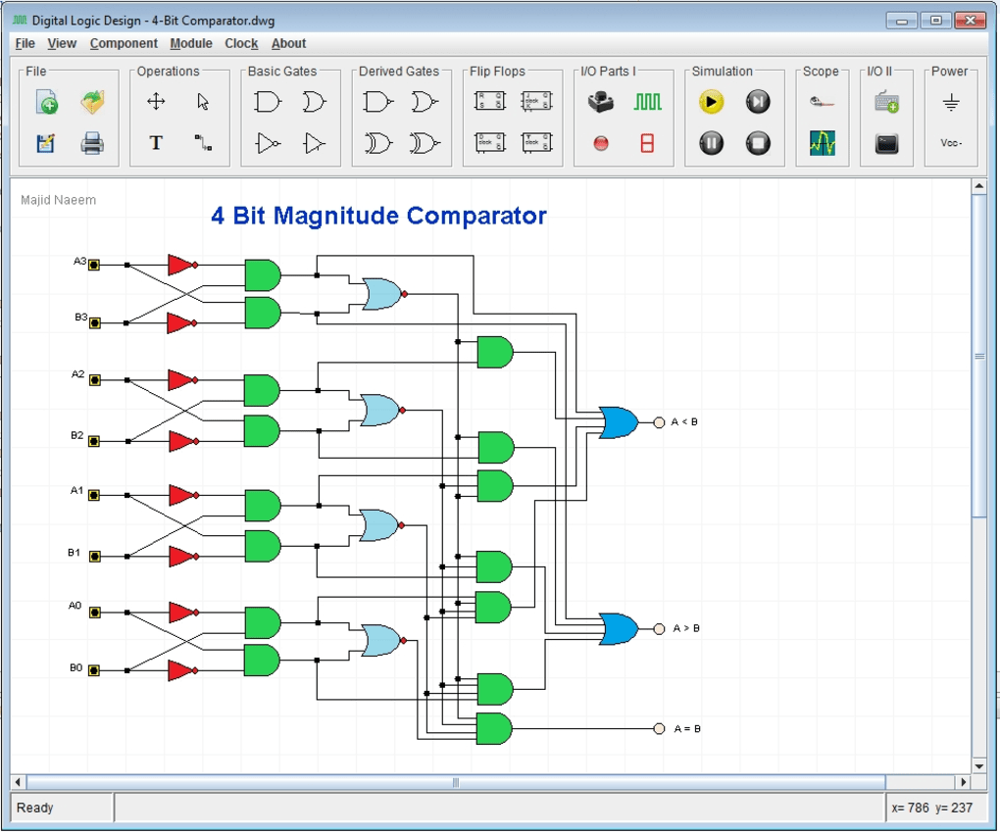 Digital Logic Design - 4-Bit Comparator.dwg
File View Component Module Clock About
File Operations Basic Gates Derived Gates Flip Flops I/O Parts I Simulation Scope I/O II Power
T
Vcc-
Majid Naeem
4 Bit Magnitude Comparator
A3
B3
A2
B2
A < B
A1
B1
A0
A > B
B0
A = B
Ready x= 786 y= 237